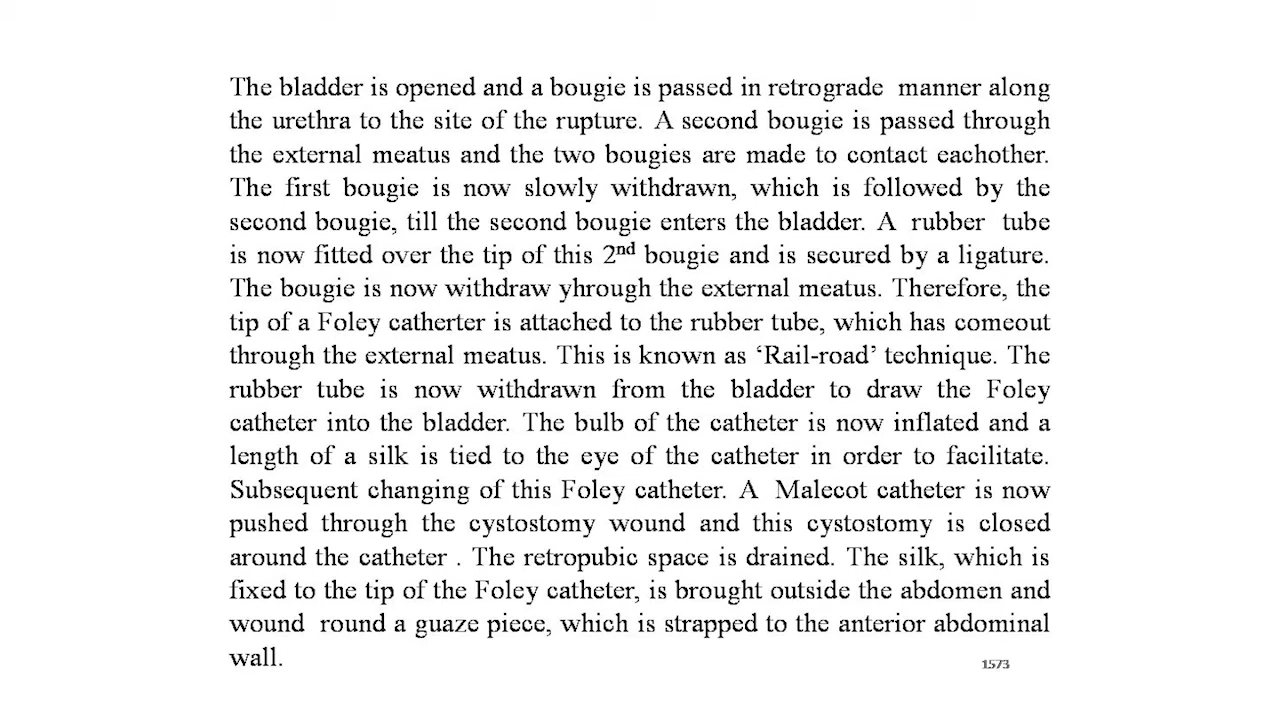 The bladder is opened and a bougie is passed in retrograde manner along
the urethra to the site of the rupture. A second bougie is passed through
the external meatus and the two bougies are made to contact eachother.
The first bougie is now slowly withdrawn, which is followed by the
second bougie, till the second bougie enters the bladder. A rubber tube
is now fitted over the tip of this 2nd bougie and is secured by a ligature.
The bougie is now withdraw yhrough the external meatus. Therefore, the
tip of a Foley catherter is attached to the rubber tube, which has comeout
through the external meatus. This is known as ‘Rail-road’ technique. The
rubber tube is now withdrawn from the bladder to draw the Foley
catheter into the bladder. The bulb of the catheter is now inflated and a
length of a silk is tied to the eye of the catheter in order to facilitate.
Subsequent changing of this Foley catheter. A Malecot catheter is now
pushed through the cystostomy wound and this cystostomy is closed
around the catheter . The retropubic space is drained. The silk, which is
fixed to the tip of the Foley catheter, is brought outside the abdomen and
wound round a guaze piece, which is strapped to the anterior abdominal
wall.
1573